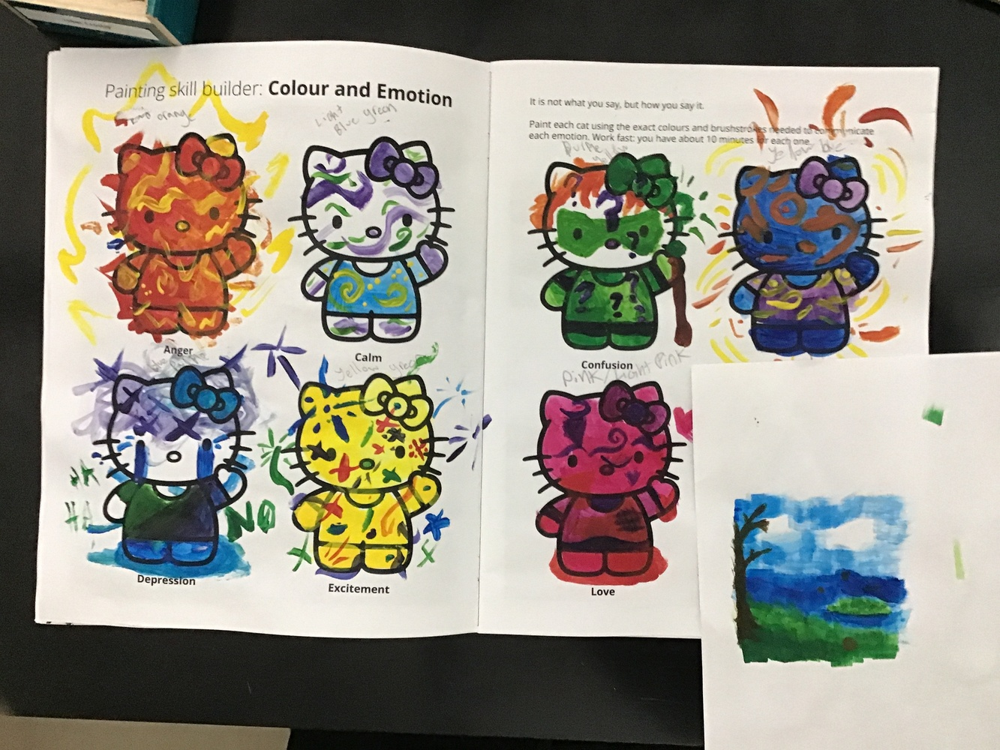 Painting skill builder: Colour and Emotion
orange
Light
Blue green
Anger
Calm
blue
yellow green
HA
HA
NO
Depression
Excitement
It is not what you say, but how you say it.
Paint each cat using the exact colours and brushstrokes needed to communicate
each emotion. Work fast: you have about 10 minutes for each one.
Purple
yellow blue
?
?
?
?
?
Confusion
Pink/Light Pink
Love